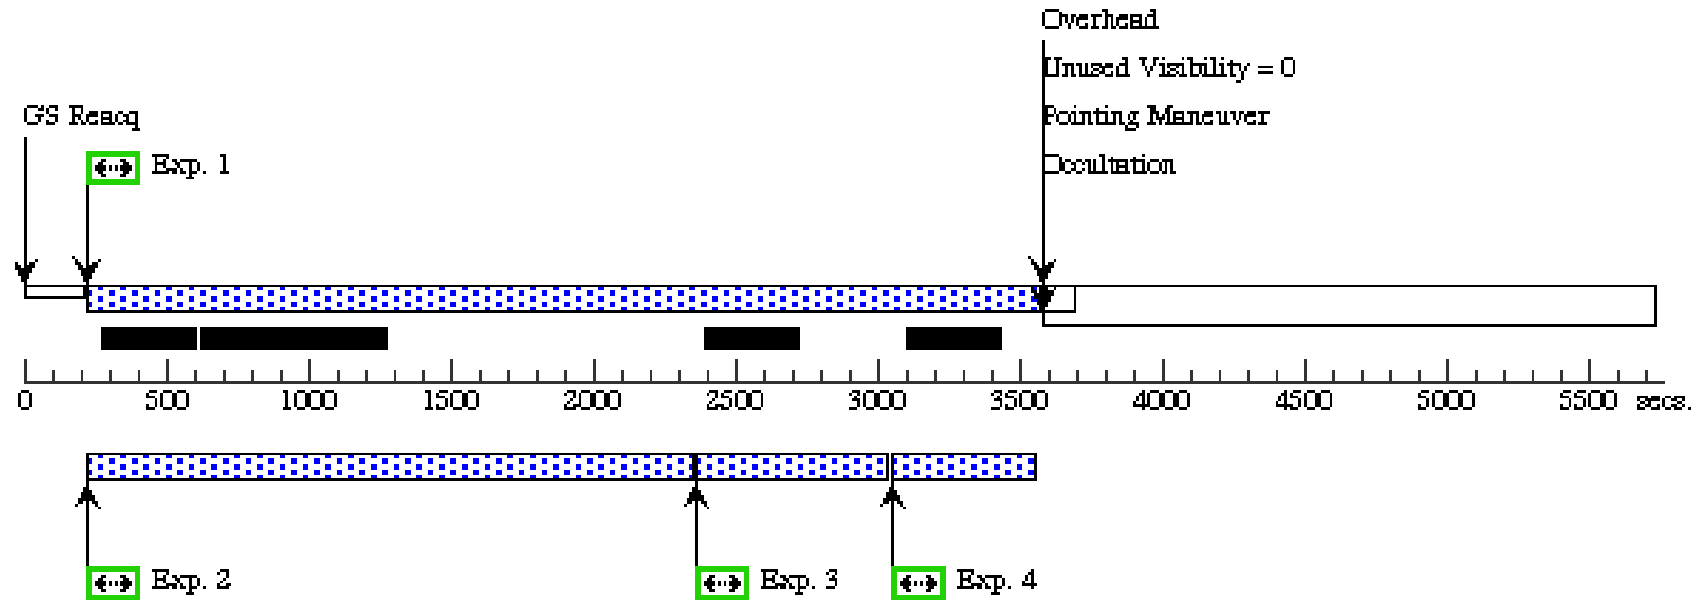 Overhead
Unused Visibility = 0
Pointing Maneuver
Occultation
GS Reacq
Exp. 1
0 500 1000 1500 2000 2500 3000 3500 4000 4500 5000 5500 secs.
Exp. 2 Exp. 3 Exp. 4